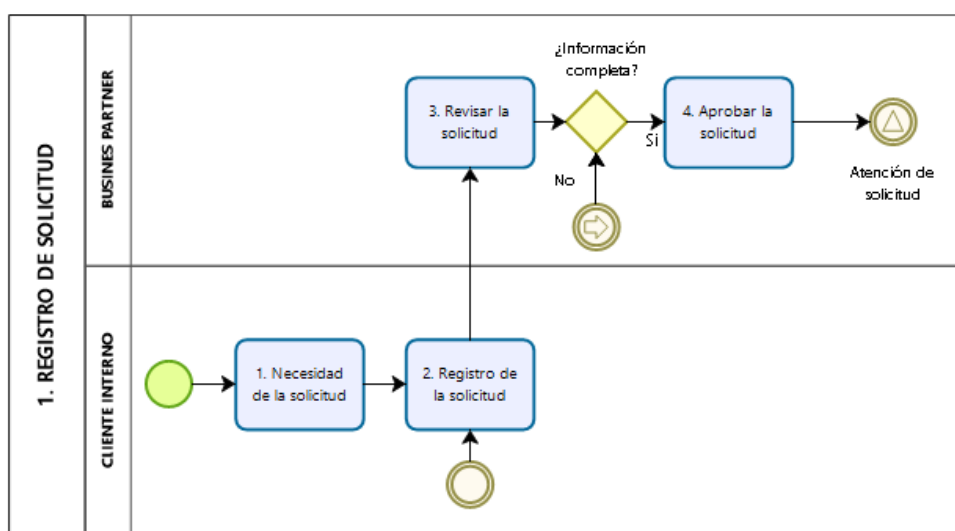 1. REGISTRO DE SOLICITUD
BUSINES PARTNER
¿Información
completa?
3. Revisar la
solicitud
Si
4. Aprobar la
solicitud
No
Atención de
solicitud
CLIENTE INTERNO
1. Necesidad
de la solicitud
2. Registro de
la solicitud